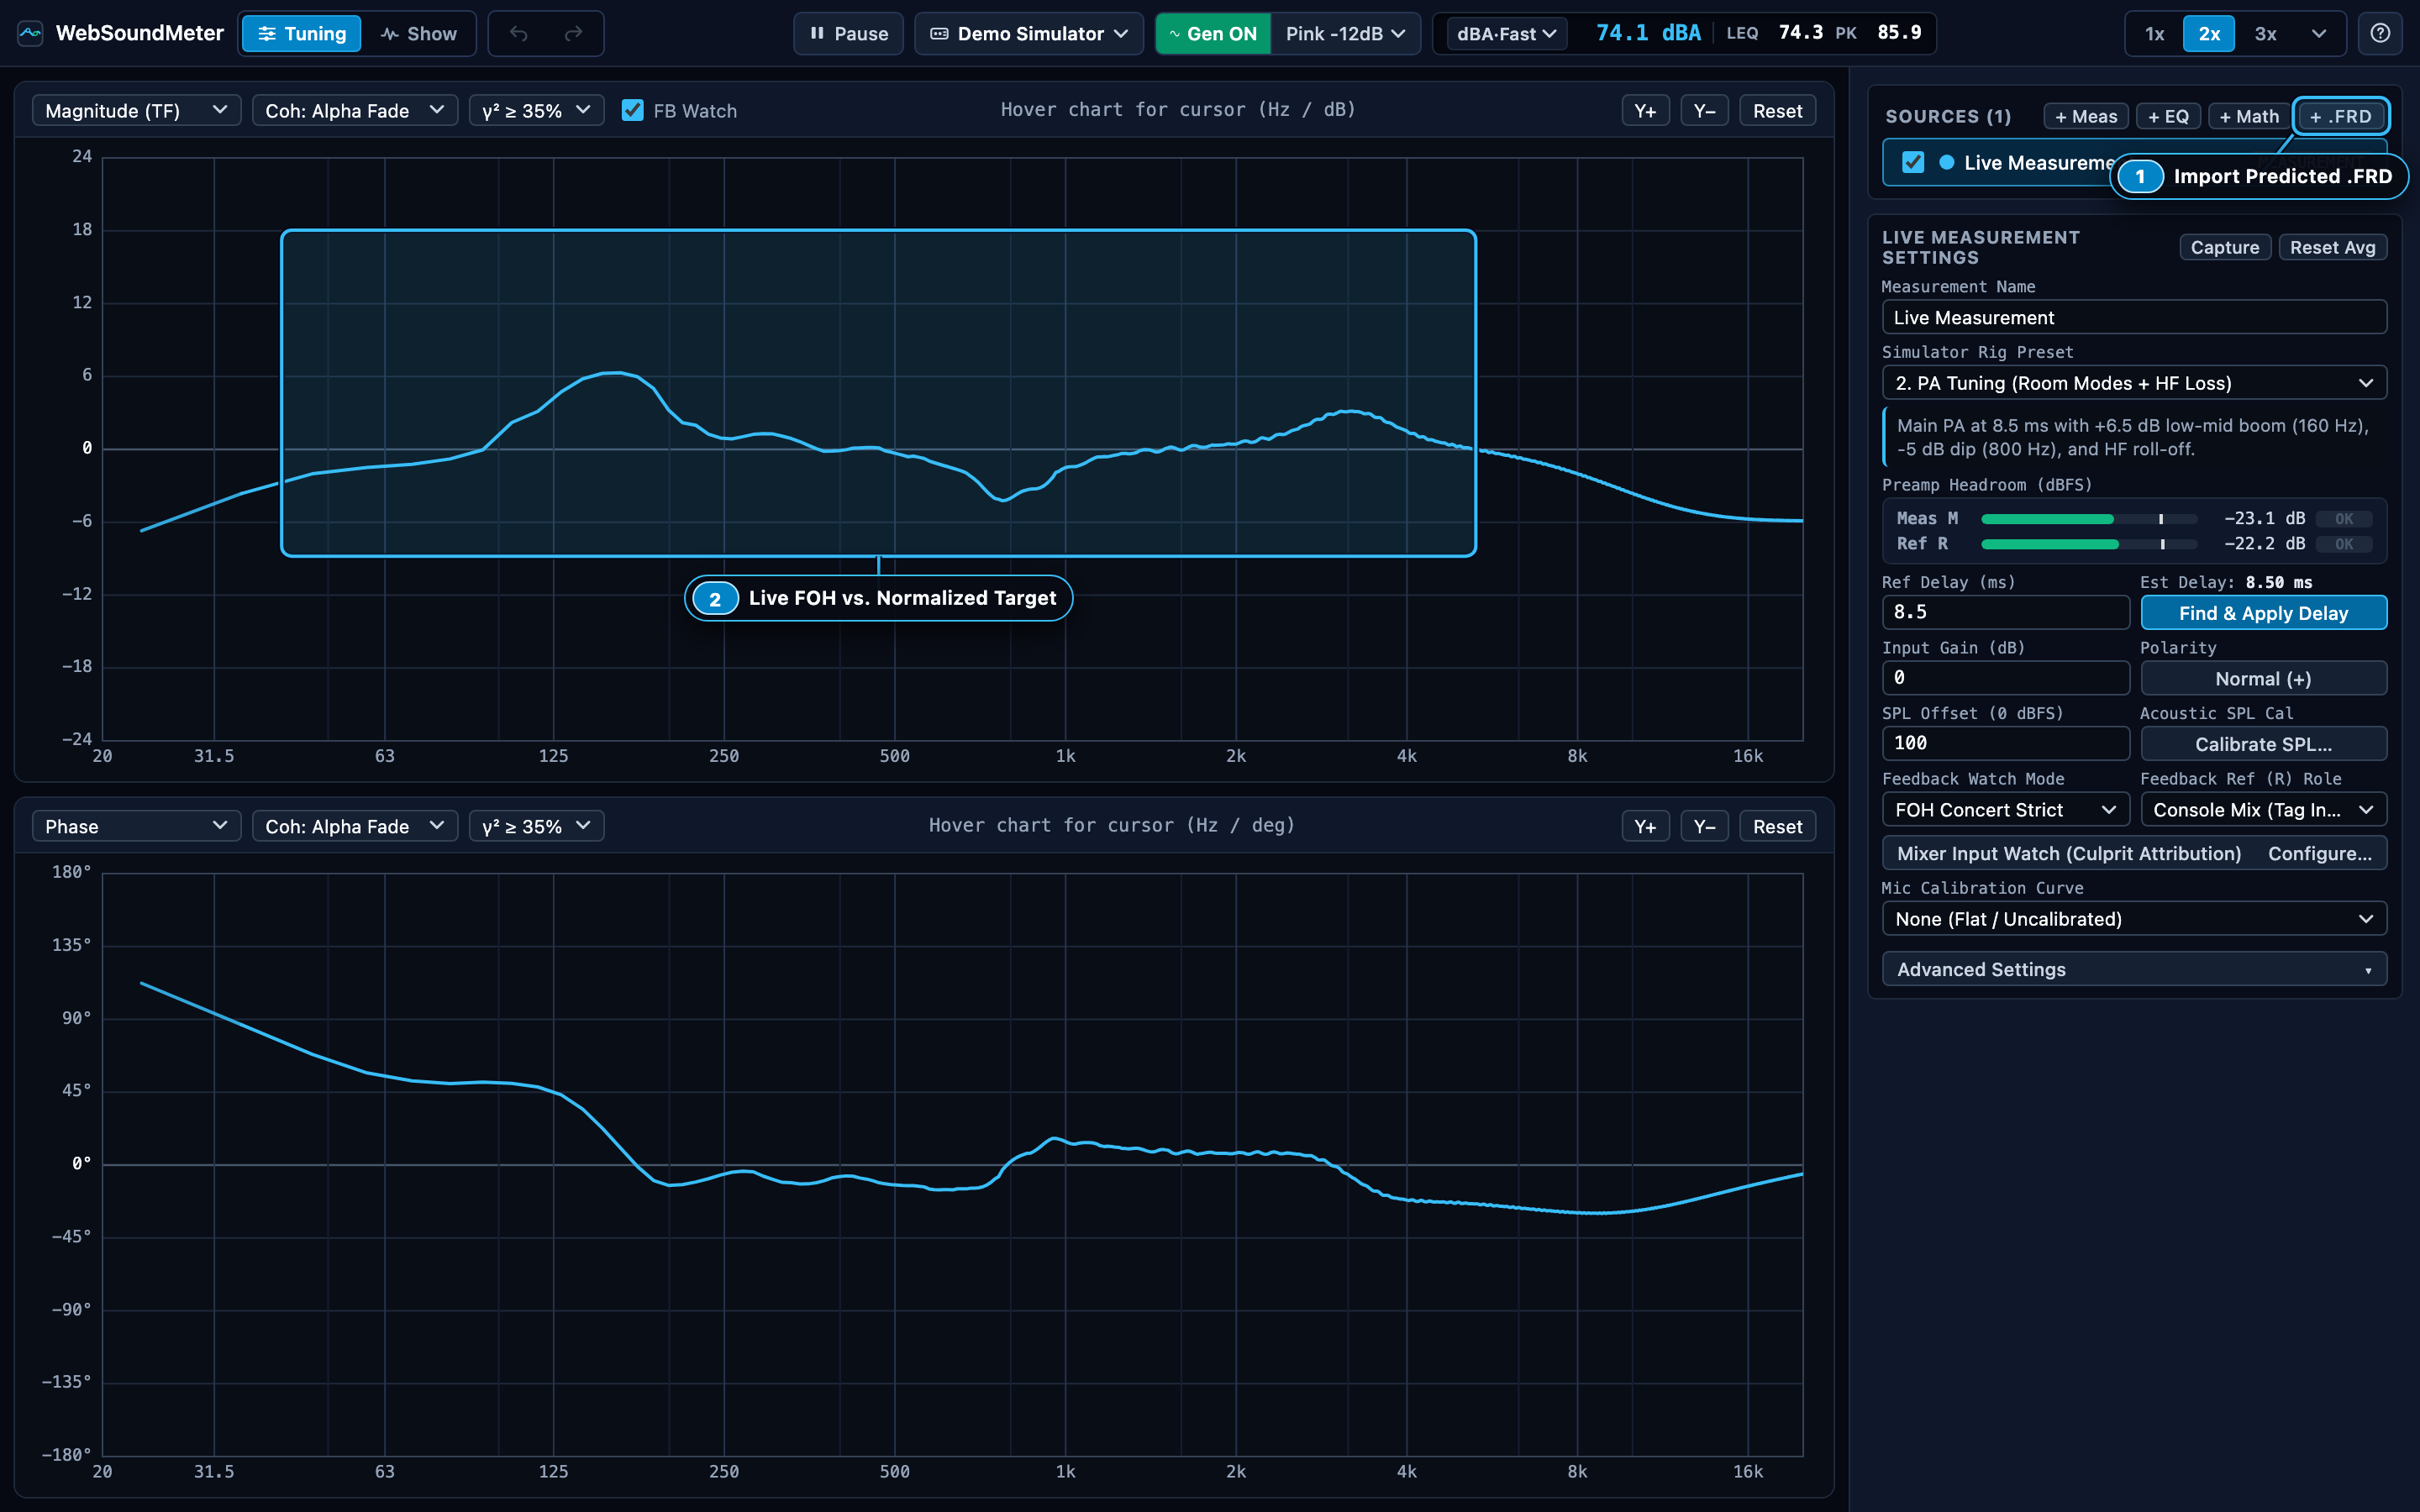 WebSoundMeter Tuning Show Pause Demo Simulator ~ Gen ON Pink -12dB dBA·Fast 74.1 dBA LEQ 74.3 PK 85.9 1x 2x 3x
Magnitude (TF) Coh: Alpha Fade γ² ≥ 35% FB Watch Hover chart for cursor (Hz / dB) Y+ Y− Reset
24
18
12
6
0
−6
−12
−18
−24
20 31.5 63 125 250 500 1k 2k 4k 8k 16k
2 Live FOH vs. Normalized Target
Phase Coh: Alpha Fade γ² ≥ 35% Hover chart for cursor (Hz / deg) Y+ Y− Reset
180°
135°
90°
45°
0°
−45°
−90°
−135°
−180°
20 31.5 63 125 250 500 1k 2k 4k 8k 16k
SOURCES (1) + Meas + EQ + Math + .FRD
Live Measureme
1 Import Predicted .FRD
LIVE MEASUREMENT
SETTINGS
Capture Reset Avg
Measurement Name
Live Measurement
Simulator Rig Preset
2. PA Tuning (Room Modes + HF Loss)
Main PA at 8.5 ms with +6.5 dB low-mid boom (160 Hz),
-5 dB dip (800 Hz), and HF roll-off.
Preamp Headroom (dBFS)
Meas M −23.1 dB OK
Ref R −22.2 dB OK
Ref Delay (ms) Est Delay: 8.50 ms
8.5 Find & Apply Delay
Input Gain (dB) Polarity
0 Normal (+)
SPL Offset (0 dBFS) Acoustic SPL Cal
100 Calibrate SPL...
Feedback Watch Mode Feedback Ref (R) Role
FOH Concert Strict Console Mix (Tag In...
Mixer Input Watch (Culprit Attribution) Configure...
Mic Calibration Curve
None (Flat / Uncalibrated)
Advanced Settings